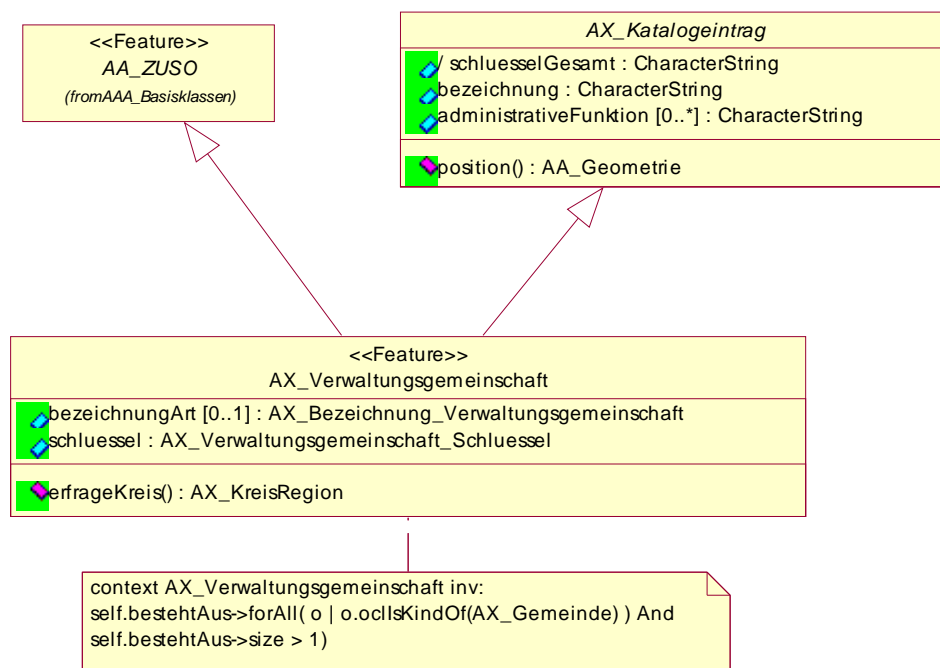 <<Feature>>
AA_ZUSO
(fromAAA_Basisklassen)
AX_Katalogeintrag
/ schluesselGesamt : CharacterString
bezeichnung : CharacterString
administrativeFunktion [0..*] : CharacterString
position() : AA_Geometrie
<<Feature>>
AX_Verwaltungsgemeinschaft
bezeichnungArt [0..1] : AX_Bezeichnung_Verwaltungsgemeinschaft
schluessel : AX_Verwaltungsgemeinschaft_Schluessel
erfrageKreis() : AX_KreisRegion
context AX_Verwaltungsgemeinschaft inv:
self.bestehtAus->forAll( o | o.oclIsKindOf(AX_Gemeinde) ) And
self.bestehtAus->size > 1)